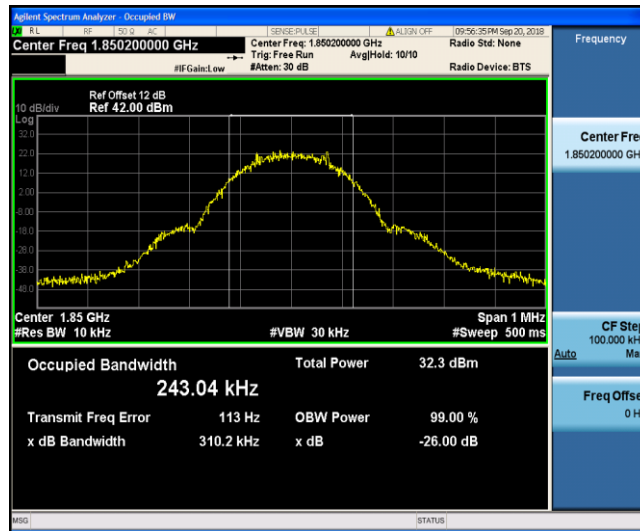 Agilent Spectrum Analyzer - Occupied BW
RL RF 50 Ω AC SENSE:PULSE ALIGN OFF 09:56:35 PM Sep 20, 2018
Center Freq 1.850200000 GHz
Center Freq: 1.850200000 GHz
Radio Std: None
Trig: Free Run Avg|Hold: 10/10
#IFGain:Low #Atten: 30 dB Radio Device: BTS
Frequency
Ref Offset 12 dB
10 dB/div Ref 42.00 dBm
Log
32.0
22.0
12.0
2.00
-8.00
-18.0
-28.0
-38.0
-48.0
Center Fre
1.850200000 GH
Center 1.85 GHz Span 1 MHz
#Res BW 10 kHz #VBW 30 kHz #Sweep 500 ms
CF Step
100.000 kH
Auto Ma
Occupied Bandwidth Total Power 32.3 dBm
243.04 kHz
Transmit Freq Error 113 Hz OBW Power 99.00 %
x dB Bandwidth 310.2 kHz x dB -26.00 dB
Freq Offse
0 H
MSG STATUS